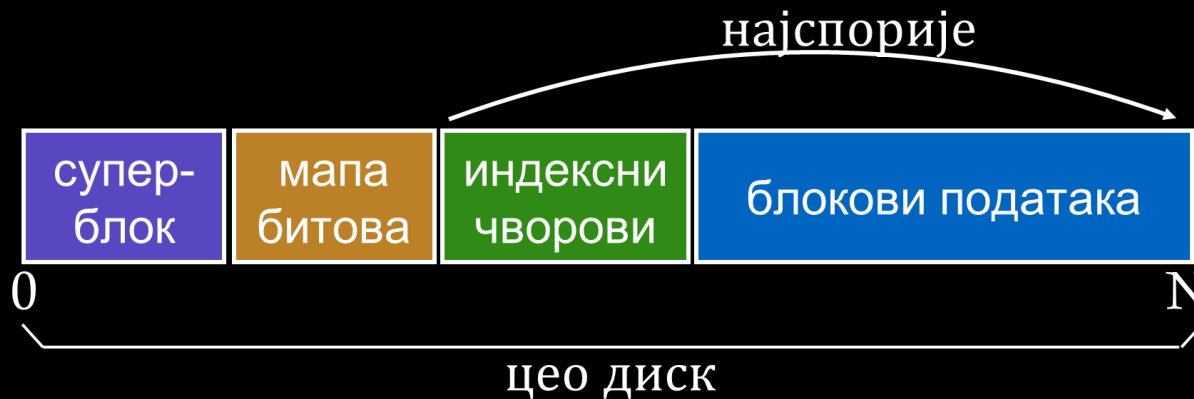 најспорије
супер-
блок
мапа
битова
индексни
чворови
блокови података
0
N
цео диск